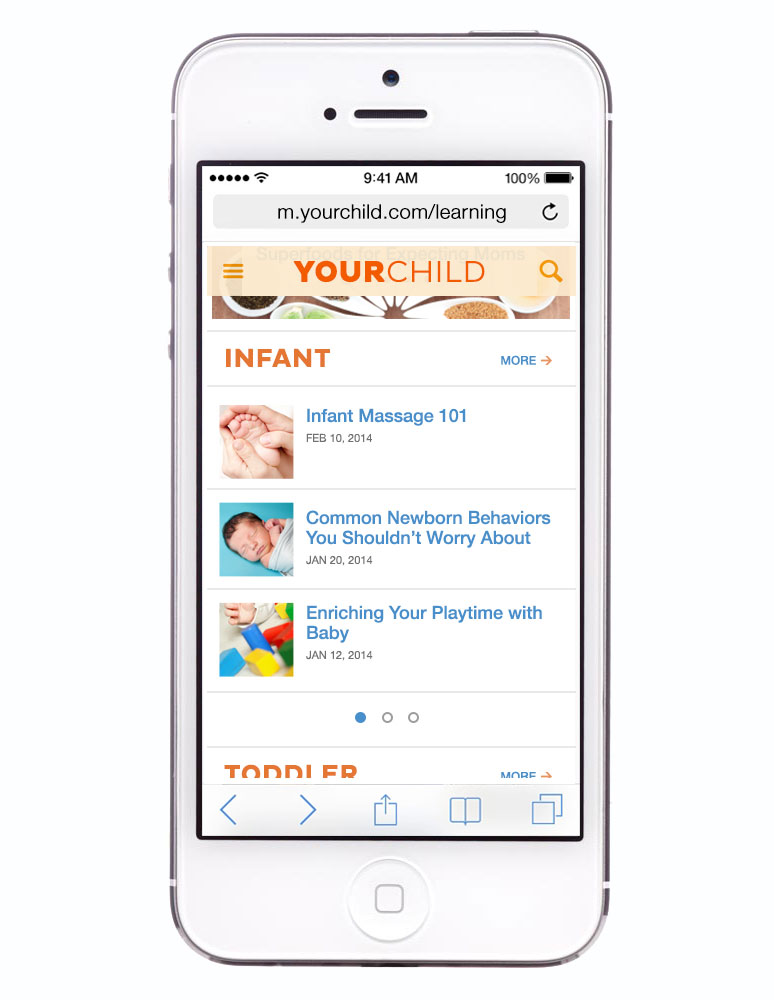 9:41 AM 100%
m.yourchild.com/learning
Superfoods for Expecting Moms
YOURCHILD
INFANT MORE →
Infant Massage 101
FEB 10, 2014
Common Newborn Behaviors
You Shouldn't Worry About
JAN 20, 2014
Enriching Your Playtime with
Baby
JAN 12, 2014
TODDLER MORE →